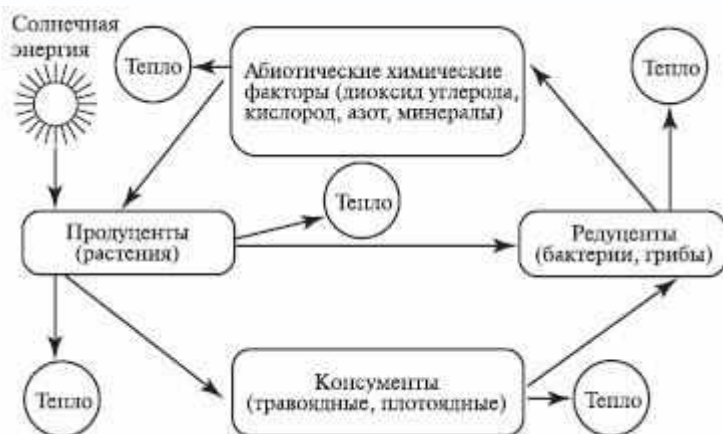 Солнечная
энергия
Тепло
Абиотические химические
факторы (диоксид углерода,
кислород, азот, минералы)
Тепло
Тепло
Продуценты
(растения)
Редуценты
(бактерии, грибы)
Тепло
Консументы
(травоядные, плотоядные)
Тепло